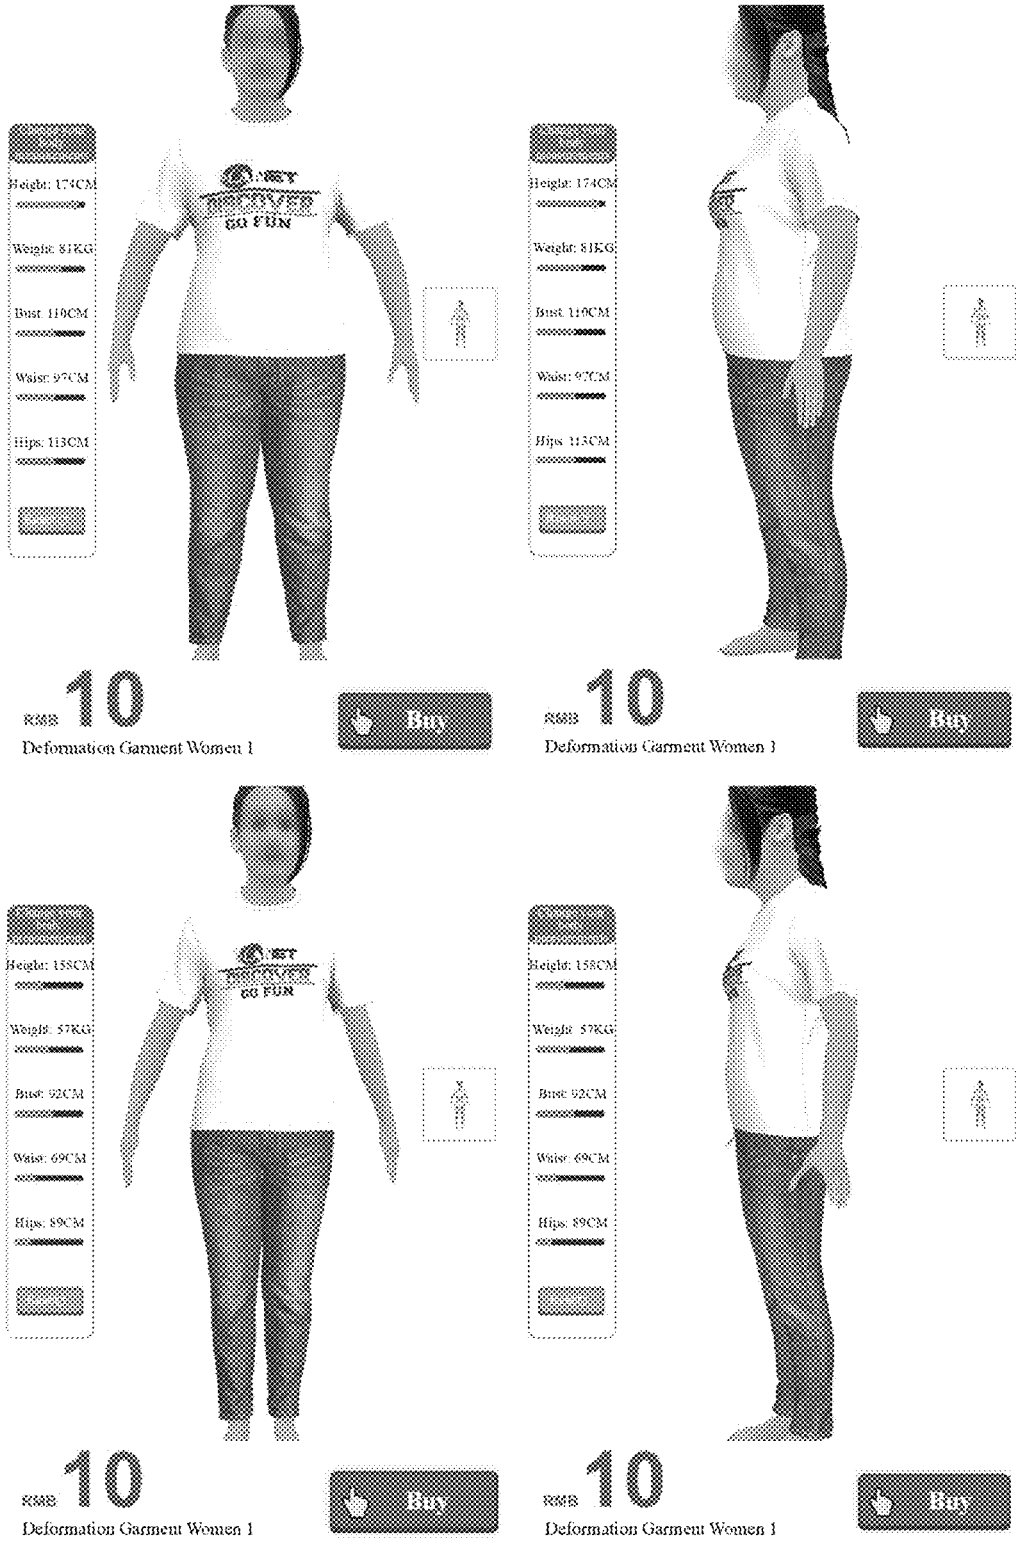 Height: 174CM
Weight: 81KG
Bust: 110CM
Waist: 97CM
Hips: 113CM
NET
DISCOVER
GO FUN
RMB 10
Buy
Deformation Garment Women 1
Height: 174CM
Weight: 81KG
Bust: 110CM
Waist: 97CM
Hips: 113CM
RMB 10
Buy
Deformation Garment Women 1
Height: 158CM
Weight: 57KG
Bust: 92CM
Waist: 69CM
Hips: 89CM
NET
DISCOVER
GO FUN
RMB 10
Buy
Deformation Garment Women 1
Height: 158CM
Weight: 57KG
Bust: 92CM
Waist: 69CM
Hips: 89CM
RMB 10
Buy
Deformation Garment Women 1